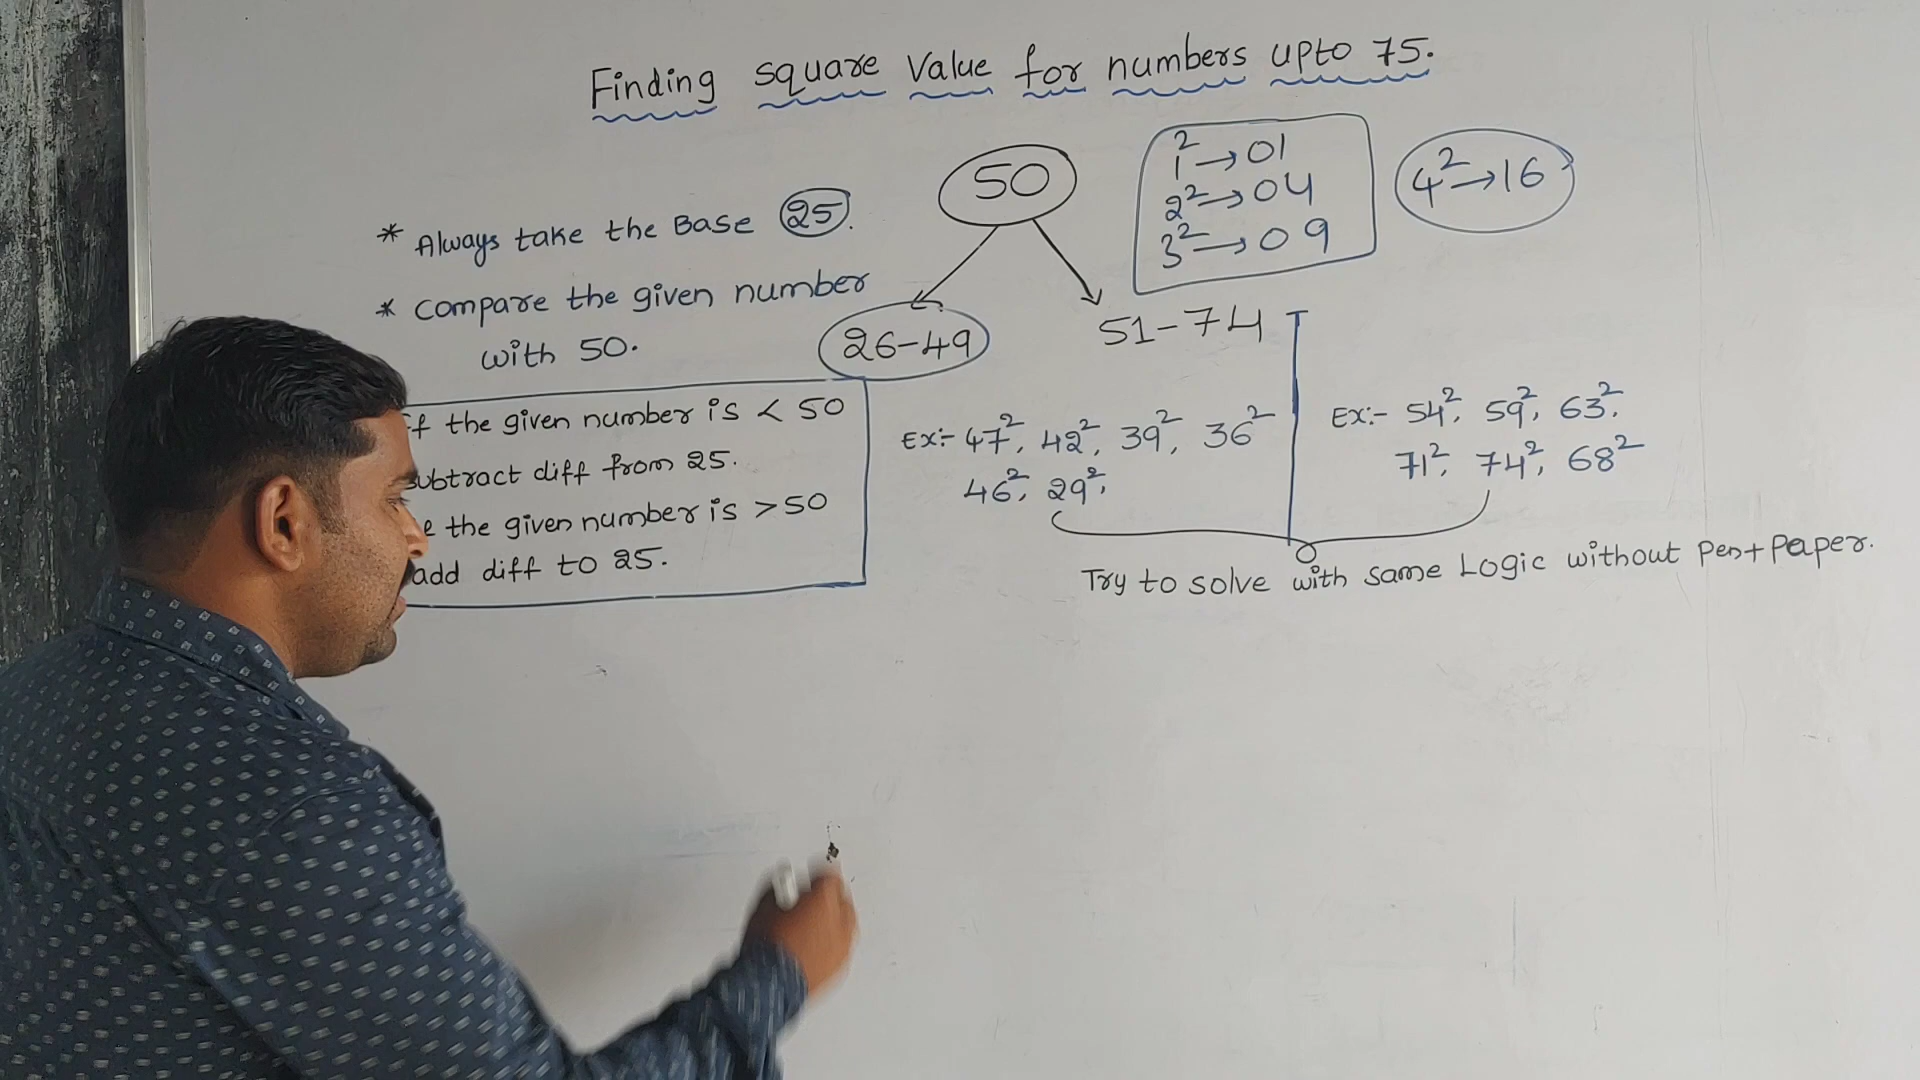 Finding square Value for numbers upto 75.
* Always take the Base 25.
* compare the given number
with 50.
50
26-49
51-74
1² → 01
2² → 04
3² → 09
4² → 16
the given number is < 50
subtract diff from 25.
the given number is > 50
add diff to 25.
Ex:- 47², 42², 39², 36²
46², 29²,
Ex:- 54², 59², 63²,
71², 74², 68²
Try to solve with same Logic without Pen+Paper.